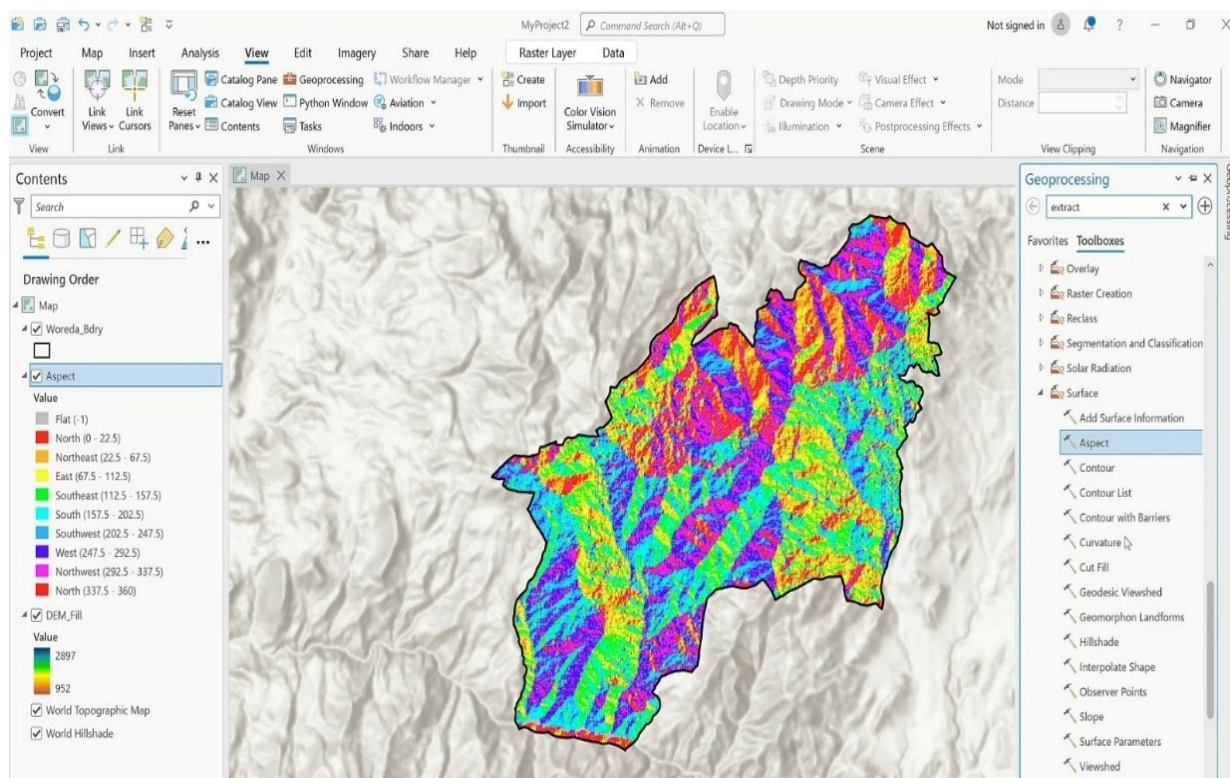 MyProject2
Command Search (Alt+Q)
Not signed in
?
Project Map Insert Analysis View Edit Imagery Share Help Raster Layer Data
Convert
Link Views
Link Cursors
Reset Panes
Catalog Pane
Catalog View
Contents
Geoprocessing
Python Window
Tasks
Workflow Manager
Aviation
Indoors
Create
Import
Color Vision Simulator
Add
Remove
Enable Location
Depth Priority
Drawing Mode
Illumination
Visual Effect
Camera Effect
Postprocessing Effects
Mode
Distance
Navigator
Camera
Magnifier
View Link Windows Thumbnail Accessibility Animation Device L... Scene View Clipping Navigation
Contents
Search
Drawing Order
Map
Woreda_Bdry
Aspect
Value
Flat (-1)
North (0 - 22.5)
Northeast (22.5 - 67.5)
East (67.5 - 112.5)
Southeast (112.5 - 157.5)
South (157.5 - 202.5)
Southwest (202.5 - 247.5)
West (247.5 - 292.5)
Northwest (292.5 - 337.5)
North (337.5 - 360)
DEM_Fill
Value
2897
952
World Topographic Map
World Hillshade
Map
Geoprocessing
extract
Favorites Toolboxes
Overlay
Raster Creation
Reclass
Segmentation and Classification
Solar Radiation
Surface
Add Surface Information
Aspect
Contour
Contour List
Contour with Barriers
Curvature
Cut Fill
Geodesic Viewshed
Geomorphon Landforms
Hillshade
Interpolate Shape
Observer Points
Slope
Surface Parameters
Viewshed